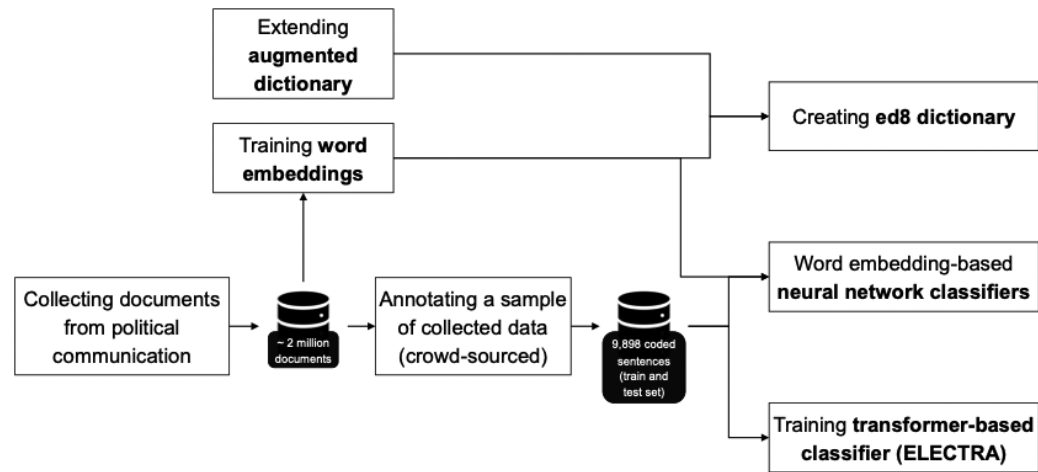 Extending
augmented
dictionary
Creating ed8 dictionary
Training word
embeddings
Collecting documents
from political
communication
~ 2 million
documents
Annotating a sample
of collected data
(crowd-sourced)
9,898 coded
sentences
(train and
test set)
Word embedding-based
neural network classifiers
Training transformer-based
classifier (ELECTRA)